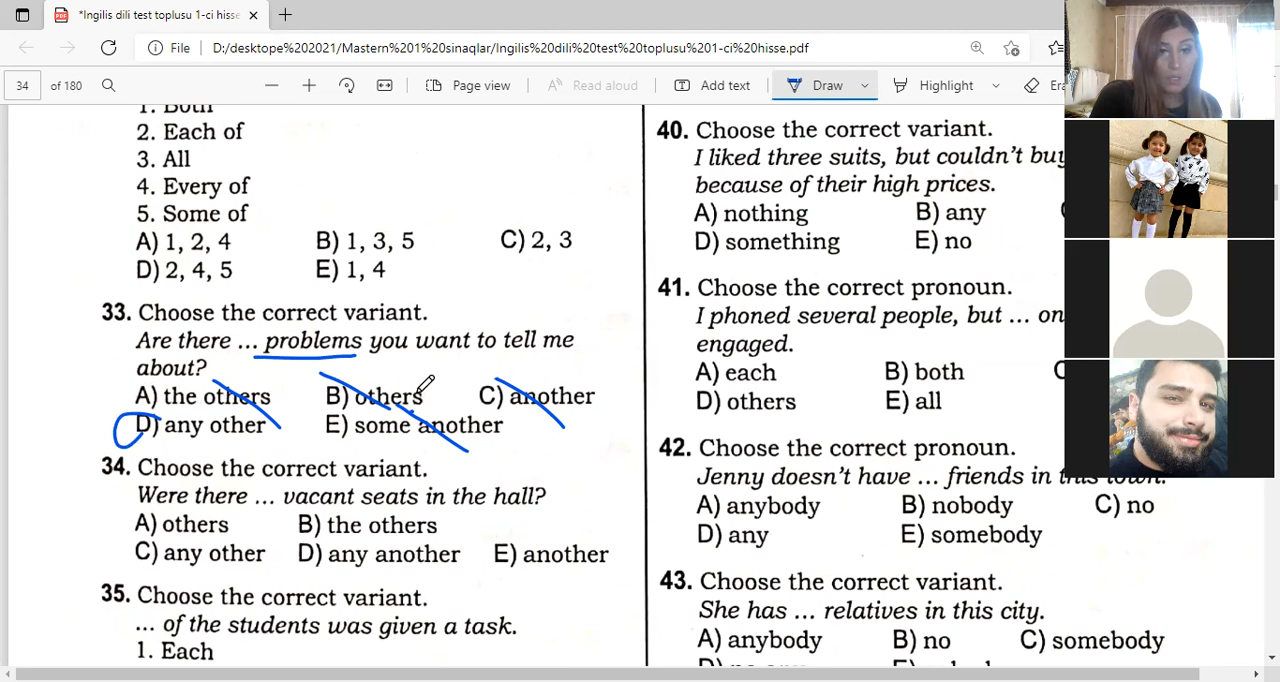 *Ingilis dili test toplusu 1-ci hisse
File D:/desktope%202021/Mastern%201%20sinaqlar/Ingilis%20dili%20test%20toplusu%201-ci%20hisse.pdf
34 of 180 Page view Read aloud Add text Draw Highlight
1. Both
2. Each of
3. All
4. Every of
5. Some of
A) 1, 2, 4 B) 1, 3, 5 C) 2, 3
D) 2, 4, 5 E) 1, 4
33. Choose the correct variant.
Are there ... problems you want to tell me
about?
A) the others B) others C) another
D) any other E) some another
34. Choose the correct variant.
Were there ... vacant seats in the hall?
A) others B) the others
C) any other D) any another E) another
35. Choose the correct variant.
... of the students was given a task.
1. Each
40. Choose the correct variant.
I liked three suits, but couldn't buy
because of their high prices.
A) nothing B) any
D) something E) no
41. Choose the correct pronoun.
I phoned several people, but ... on
engaged.
A) each B) both
D) others E) all
42. Choose the correct pronoun.
Jenny doesn't have ... friends in this town.
A) anybody B) nobody C) no
D) any E) somebody
43. Choose the correct variant.
She has ... relatives in this city.
A) anybody B) no C) somebody